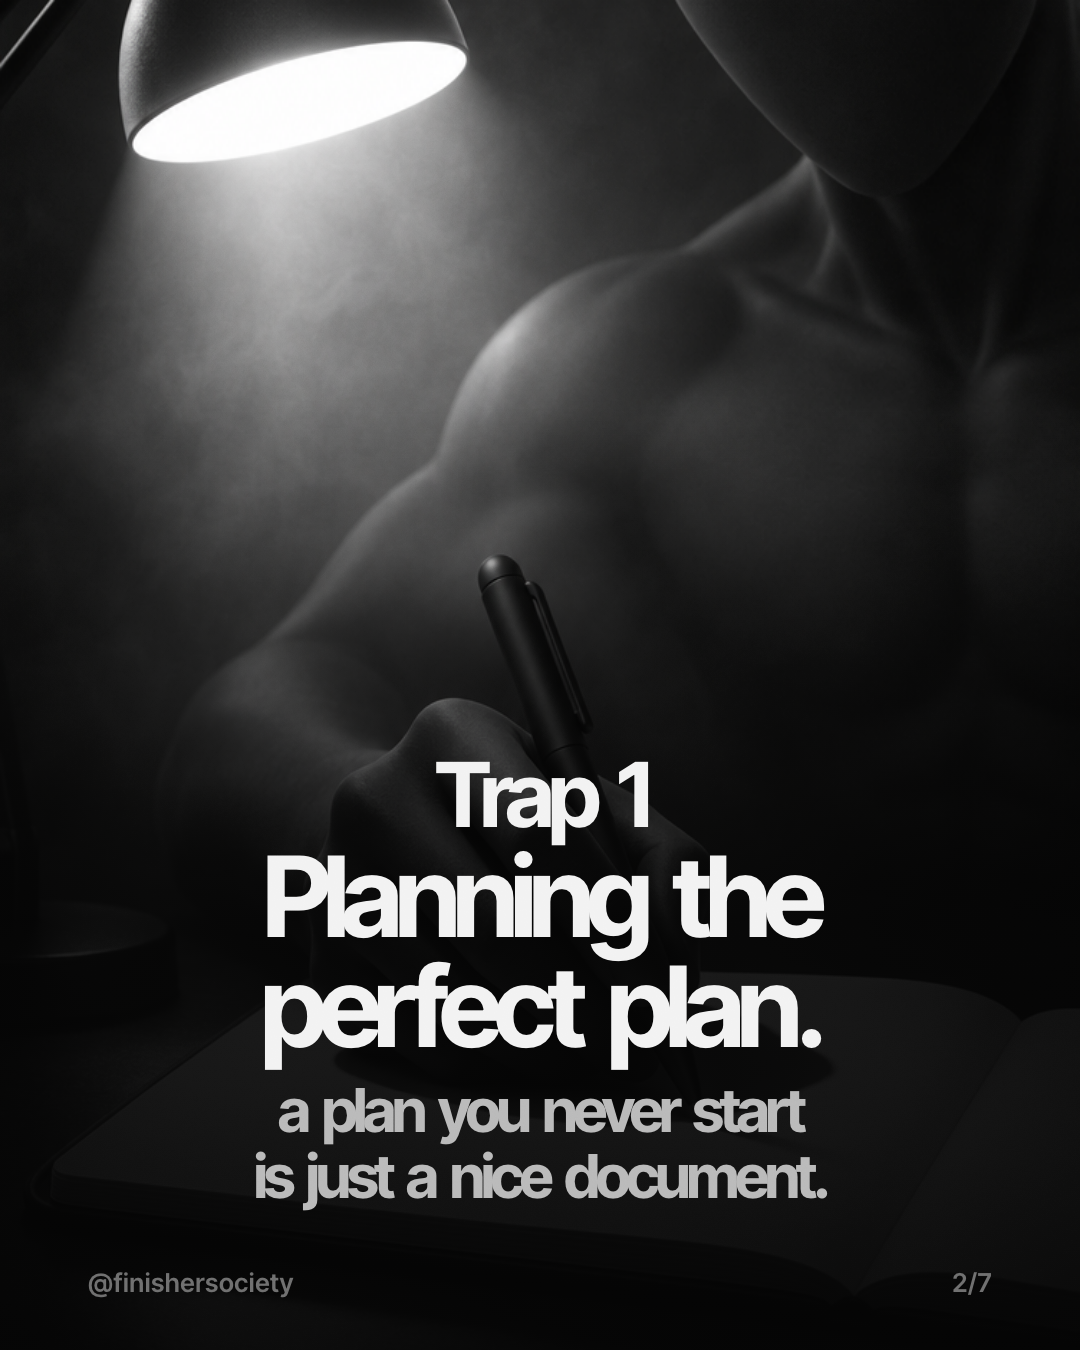 Trap 1
Planning the
perfect plan.
a plan you never start
is just a nice document.
@finishersociety
2/7